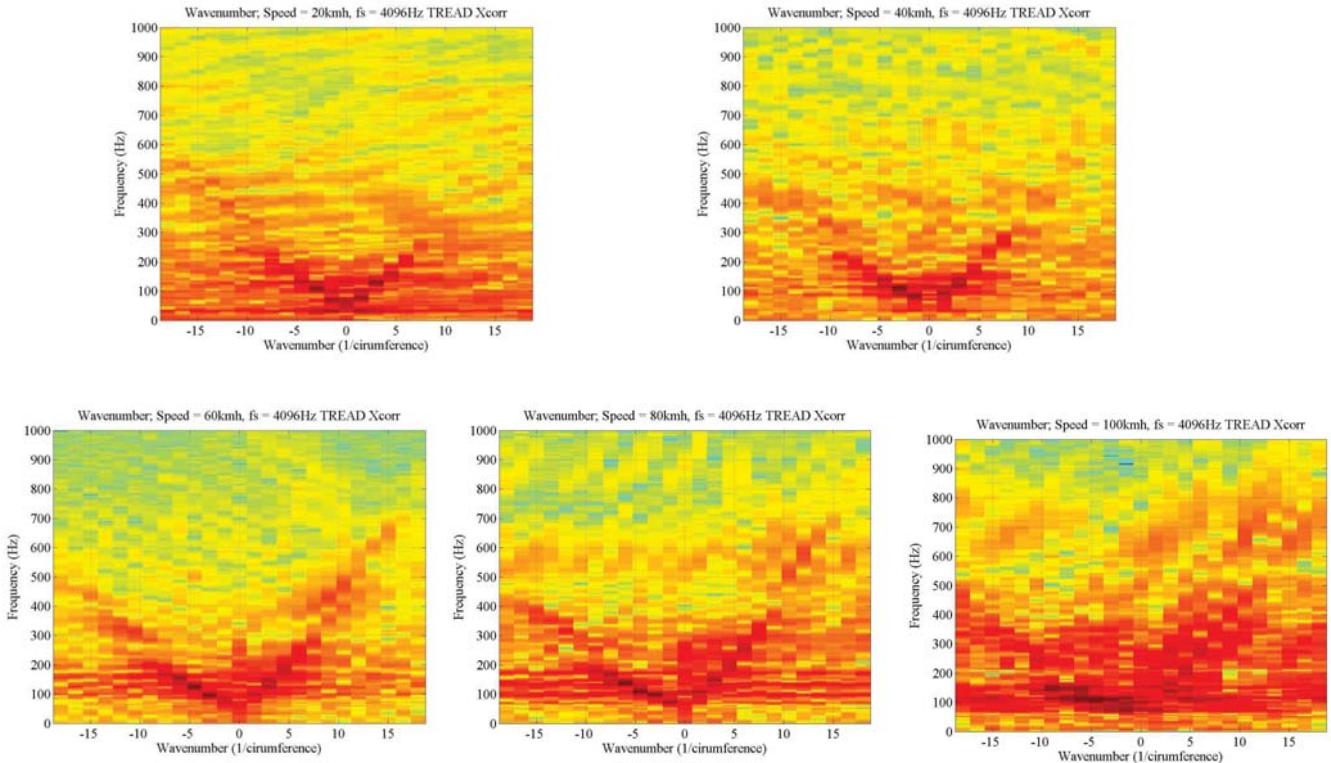 Wavenumber; Speed = 20kmh, fs = 4096Hz TREAD Xcorr
1000
900
800
700
600
500
400
300
200
100
0
Frequency (Hz)
-15 -10 -5 0 5 10 15
Wavenumber (1/cirumference)
Wavenumber; Speed = 40kmh, fs = 4096Hz TREAD Xcorr
1000
900
800
700
600
500
400
300
200
100
0
Frequency (Hz)
-15 -10 -5 0 5 10 15
Wavenumber (1/cirumference)
Wavenumber; Speed = 60kmh, fs = 4096Hz TREAD Xcorr
1000
900
800
700
600
500
400
300
200
100
0
Frequency (Hz)
-15 -10 -5 0 5 10 15
Wavenumber (1/cirumference)
Wavenumber; Speed = 80kmh, fs = 4096Hz TREAD Xcorr
1000
900
800
700
600
500
400
300
200
100
0
Frequency (Hz)
-15 -10 -5 0 5 10 15
Wavenumber (1/cirumference)
Wavenumber; Speed = 100kmh, fs = 4096Hz TREAD Xcorr
1000
900
800
700
600
500
400
300
200
100
0
Frequency (Hz)
-15 -10 -5 0 5 10 15
Wavenumber (1/cirumference)